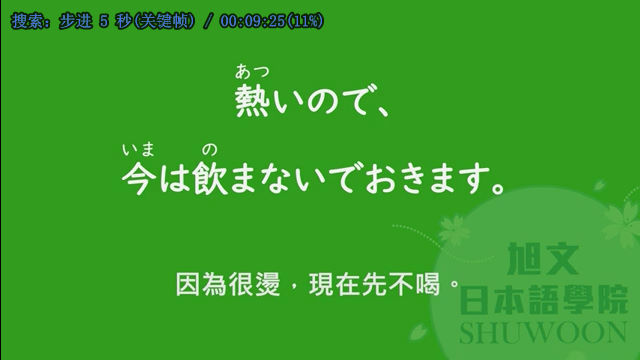 搜索: 步进 5 秒(关键帧) / 00:09:25(11%)
あつ
熱いので、
いま の
今は飲まないでおきます。
因為很燙，現在先不喝。
旭文
日本語學院
SHUWOON